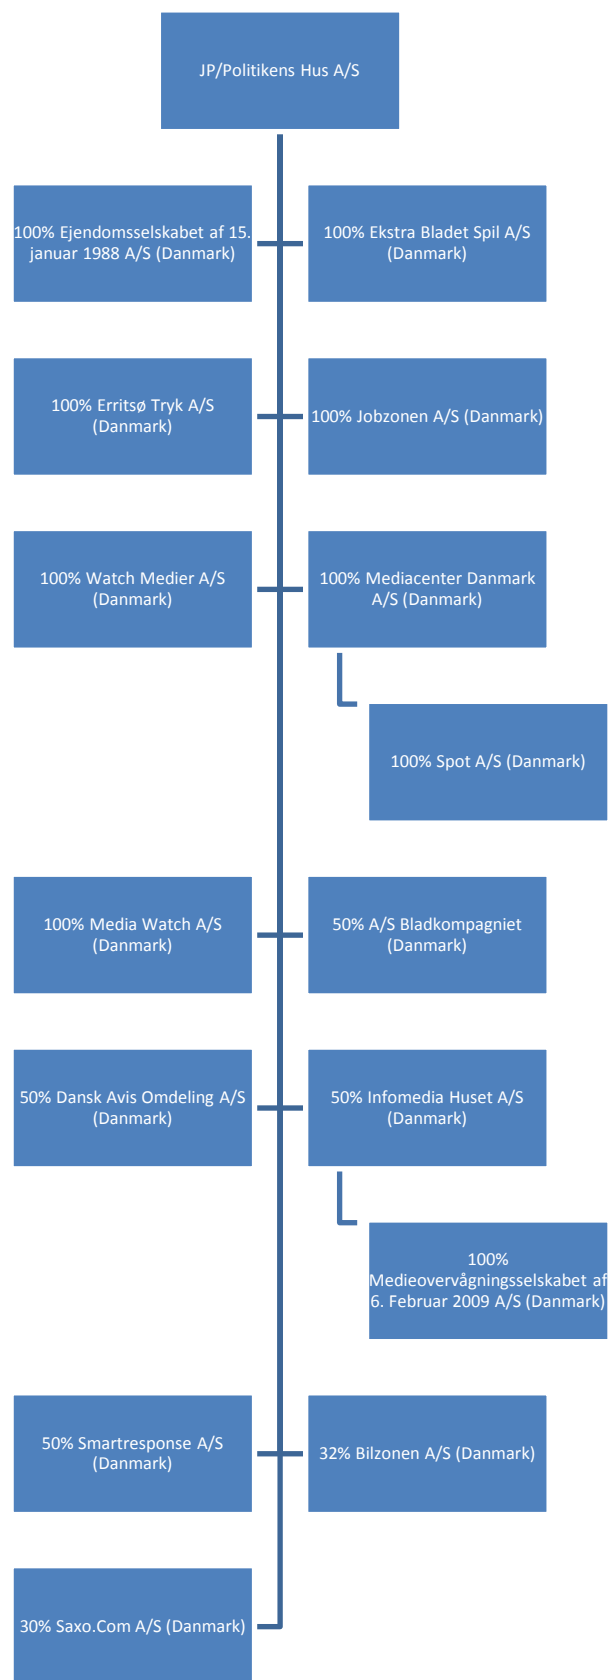 JP/Politikens Hus A/S
100% Ejendomsselskabet af 15.
januar 1988 A/S (Danmark)
100% Ekstra Bladet Spil A/S
(Danmark)
100% Erritsø Tryk A/S
(Danmark)
100% Jobzonen A/S (Danmark)
100% Watch Medier A/S
(Danmark)
100% Mediacenter Danmark
A/S (Danmark)
100% Spot A/S (Danmark)
100% Media Watch A/S
(Danmark)
50% A/S Bladkompagniet
(Danmark)
50% Dansk Avis Omdeling A/S
(Danmark)
50% Infomedia Huset A/S
(Danmark)
100%
Medieovervågningsselskabet af
6. Februar 2009 A/S (Danmark)
50% Smartresponse A/S
(Danmark)
32% Bilzonen A/S (Danmark)
30% Saxo.Com A/S (Danmark)